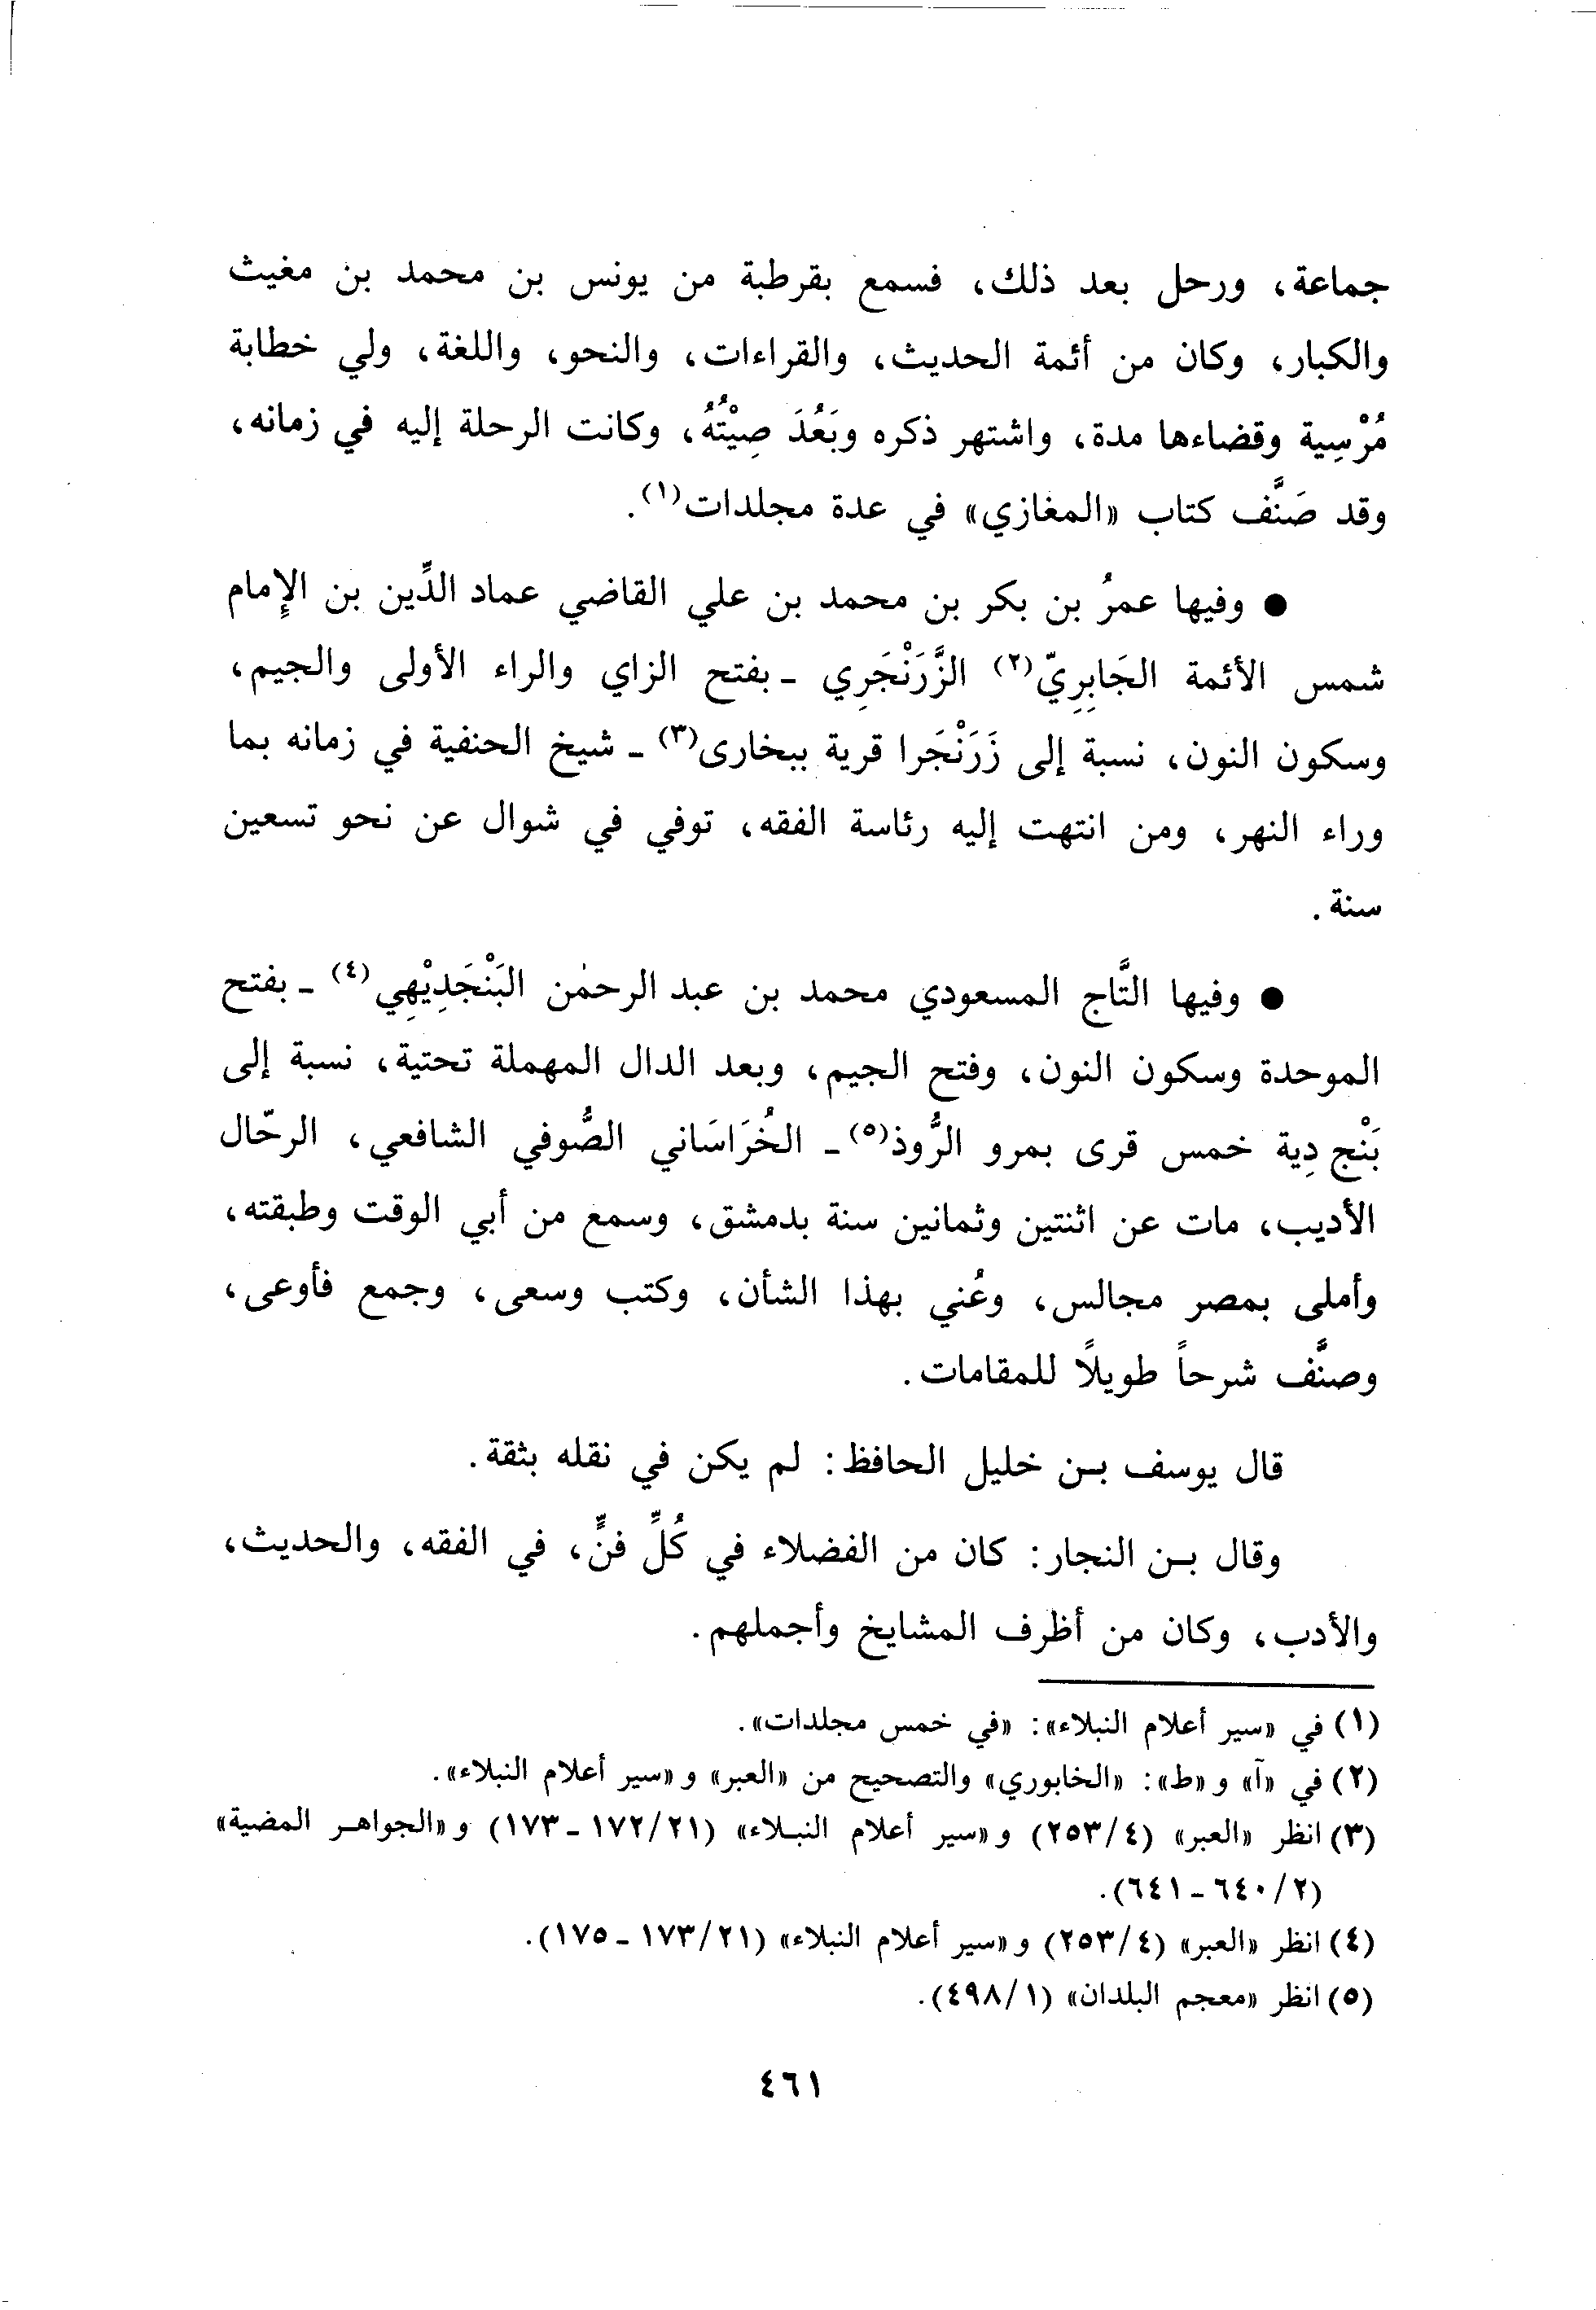 جماعة، ورحل بعد ذلك، فسمع بقرطبة من يونس بن محمد بن مغيث
والكبار، وكان من أئمة الحديث، والقراءات، والنحو، واللغة، ولي خطابة
مُرْسِية وقضاءها مدة، واشتهر ذكره وبَعُدَ صِيْتُهُ، وكانت الرحلة إليه في زمانه،
وقد صَنَّف كتاب «المغازي» في عدة مجلدات(١).
● وفيها عمرُ بن بكر بن محمد بن علي القاضي عماد الدِّين بن الإِمام
شمس الأئمة الجَابِرِيّ(٢) الزَّرَنْجَرِي ـ بفتح الزاي والراء الأولى والجيم،
وسكون النون، نسبة إلى زَرَنْجَرا قرية ببخارى(٣) ـ شيخ الحنفية في زمانه بما
وراء النهر، ومن انتهت إليه رئاسة الفقه، توفي في شوال عن نحو تسعين
سنة.
● وفيها التَّاج المسعودي محمد بن عبد الرحمٰن البَنْجَدِيْهِي(٤) ـ بفتح
الموحدة وسكون النون، وفتح الجيم، وبعد الدال المهملة تحتية، نسبة إلى
بَنْج دِية خمس قرى بمرو الرُّوذ(٥) ـ الخُرَاسَاني الصُّوفي الشافعي، الرحّال
الأديب، مات عن اثنتين وثمانين سنة بدمشق، وسمع من أبي الوقت وطبقته،
وأملى بمصر مجالس، وعُني بهذا الشأن، وكتب وسعى، وجمع فأوعى،
وصنَّف شرحاً طويلاً للمقامات.
قال يوسف بن خليل الحافظ: لم يكن في نقله بثقة.
وقال بن النجار: كان من الفضلاء في كُلِّ فنٍّ، في الفقه، والحديث،
والأدب، وكان من أظرف المشايخ وأجملهم.
(١) في «سير أعلام النبلاء»: «في خمس مجلدات».
(٢) في «آ» و «ط»: «الخابوري» والتصحيح من «العبر» و «سير أعلام النبلاء».
(٣) انظر «العبر» (٤/٢٥٣) و «سير أعلام النبلاء» (٢١/١٧٢ ـ ١٧٣) و «الجواهر المضية»
(٢/٦٤٠ ـ ٦٤١).
(٤) انظر «العبر» (٤/٢٥٣) و «سير أعلام النبلاء» (٢١/١٧٣ ـ ١٧٥).
(٥) انظر «معجم البلدان» (١/٤٩٨).
٤٦١